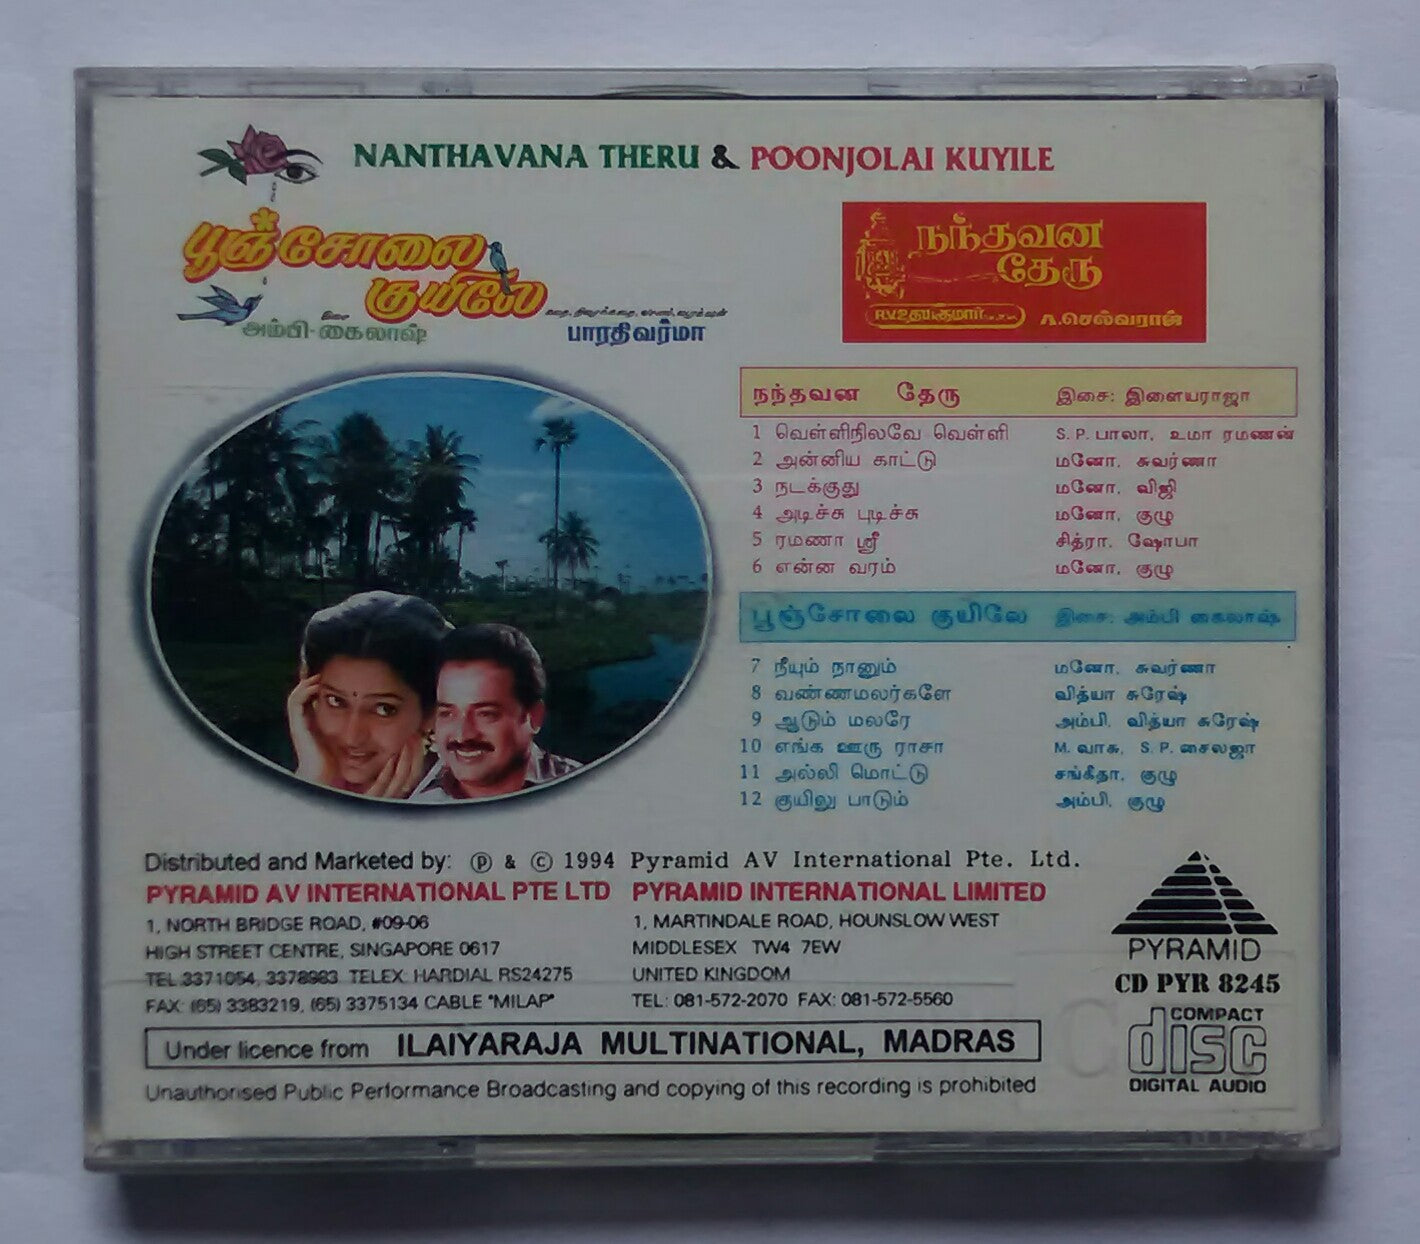 NANTHAVANA THERU & POONJOLAI KUYILE
பூஞ்சோலை
குயிலே
இசை
அம்பி-கைலாஷ்
பாரதிவர்மா
நந்தவன
தேரு
R.V.உதயகுமார்
A.செல்வராஜ்
நந்தவன தேரு இசை: இளையராஜா
1 வெள்ளிநிலவே வெள்ளி S. P. பாலா, உமா ரமணன்
2 அன்னிய காட்டு மனோ, சுவர்ணா
3 நடக்குது மனோ, விஜி
4 அடிச்சு புடிச்சு மனோ, குழு
5 ரமணா ஸ்ரீ சித்ரா, ஷோபா
6 என்ன வரம் மனோ, குழு
பூஞ்சோலை குயிலே இசை: அம்பி கைலாஷ்
7 நீயும் நானும் மனோ, சுவர்ணா
8 வண்ணமலர்களே வித்யா சுரேஷ்
9 ஆடும் மலரே அம்பி, வித்யா சுரேஷ்
10 எங்க ஊரு ராசா M. வாசு, S. P. சைலஜா
11 அல்லி மொட்டு சங்கீதா, குழு
12 குயிலு பாடும் அம்பி, குழு
Distributed and Marketed by: ℗ & © 1994 Pyramid AV International Pte. Ltd.
PYRAMID AV INTERNATIONAL PTE LTD
1, NORTH BRIDGE ROAD, #09-06
HIGH STREET CENTRE, SINGAPORE 0617
TEL 3371054, 3378983 TELEX: HARDIAL RS24275
FAX: (65) 3383219, (65) 3375134 CABLE "MILAP"
PYRAMID INTERNATIONAL LIMITED
1, MARTINDALE ROAD, HOUNSLOW WEST
MIDDLESEX TW4 7EW
UNITED KINGDOM
TEL: 081-572-2070 FAX: 081-572-5560
PYRAMID
CD PYR 8245
COMPACT
disc
DIGITAL AUDIO
Under licence from ILAIYARAJA MULTINATIONAL, MADRAS
Unauthorised Public Performance Broadcasting and copying of this recording is prohibited